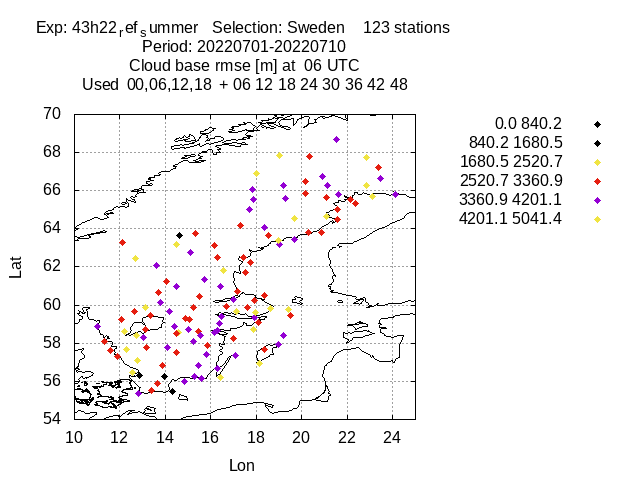 Exp: 43h22ref summer   Selection: Sweden    123 stations
Period: 20220701-20220710
Cloud base rmse [m] at  06 UTC
Used  00,06,12,18  + 06 12 18 24 30 36 42 48
0.0 840.2
840.2 1680.5
1680.5 2520.7
2520.7 3360.9
3360.9 4201.1
4201.1 5041.4
70
68
66
64
62
60
58
56
54
Lat
10 12 14 16 18 20 22 24
Lon